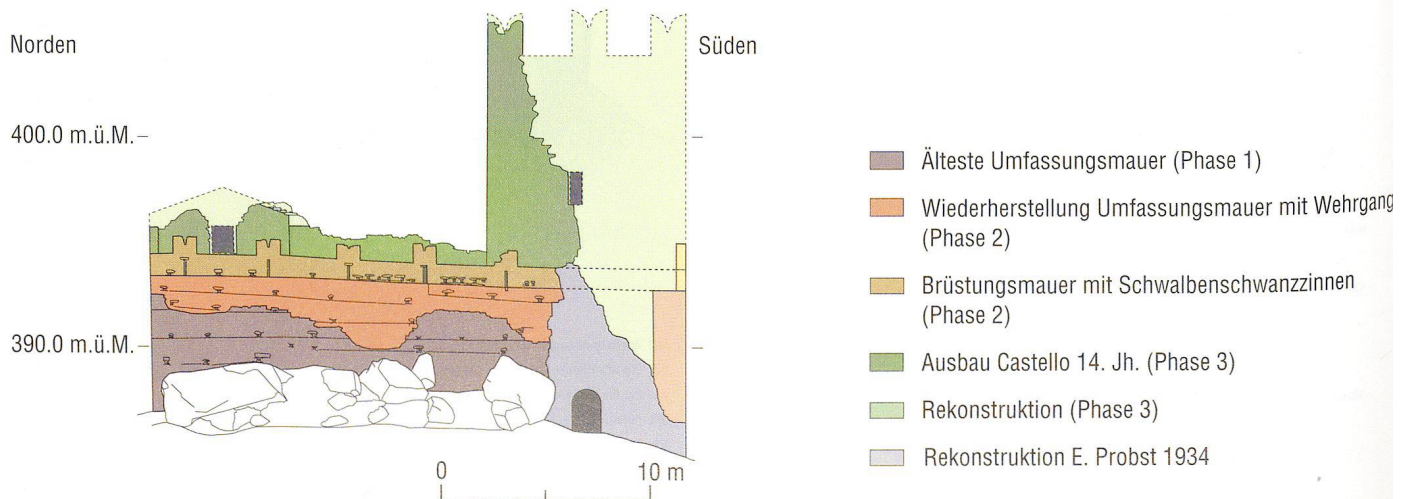 Norden
Süden
400.0 m.ü.M.
390.0 m.ü.M.
0
10 m
Älteste Umfassungsmauer (Phase 1)
Wiederherstellung Umfassungsmauer mit Wehrgang
(Phase 2)
Brüstungsmauer mit Schwalbenschwanzzinnen
(Phase 2)
Ausbau Castello 14. Jh. (Phase 3)
Rekonstruktion (Phase 3)
Rekonstruktion E. Probst 1934